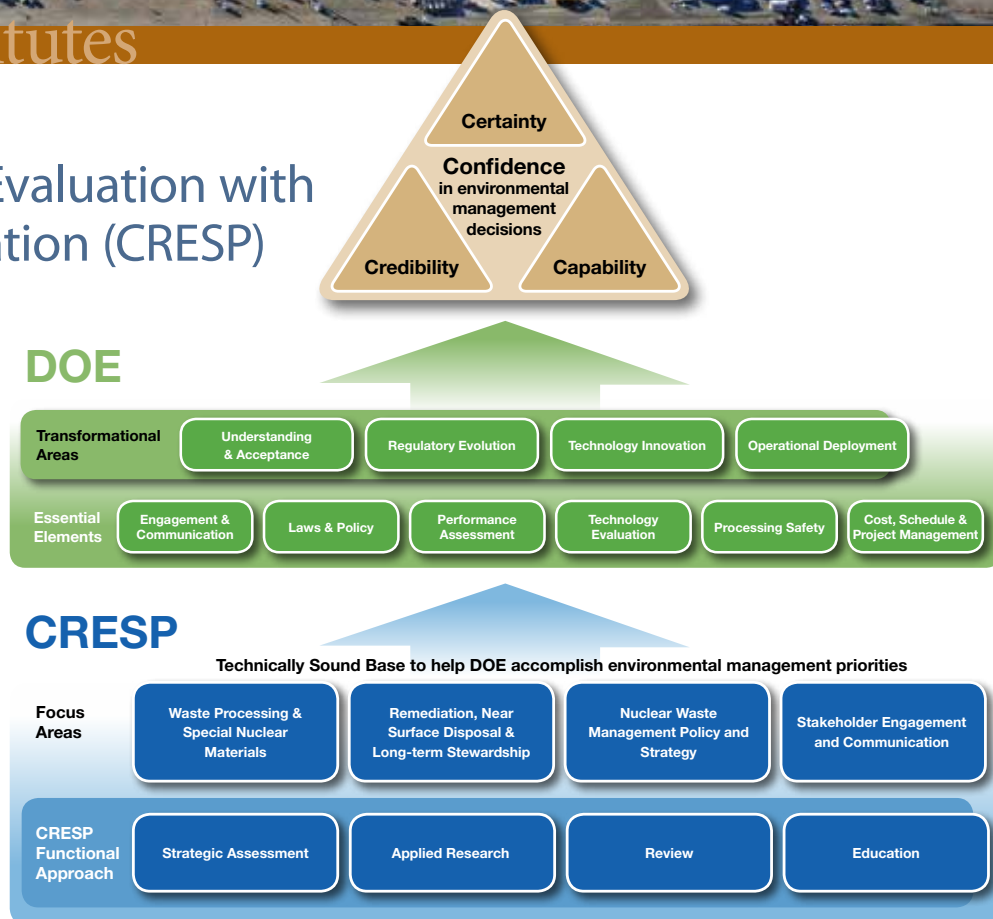 Certainty
Confidence
in environmental
management
decisions
Credibility
Capability
Evaluation with
(CRESP)
DOE
Transformational
Areas
Understanding
& Acceptance
Regulatory Evolution
Technology Innovation
Operational Deployment
Essential
Elements
Engagement &
Communication
Laws & Policy
Performance
Assessment
Technology
Evaluation
Processing Safety
Cost, Schedule &
Project Management
CRESP
Technically Sound Base to help DOE accomplish environmental management priorities
Focus
Areas
Waste Processing &
Special Nuclear
Materials
Remediation, Near
Surface Disposal &
Long-term Stewardship
Nuclear Waste
Management Policy and
Strategy
Stakeholder Engagement
and Communication
CRESP
Functional
Approach
Strategic Assessment
Applied Research
Review
Education